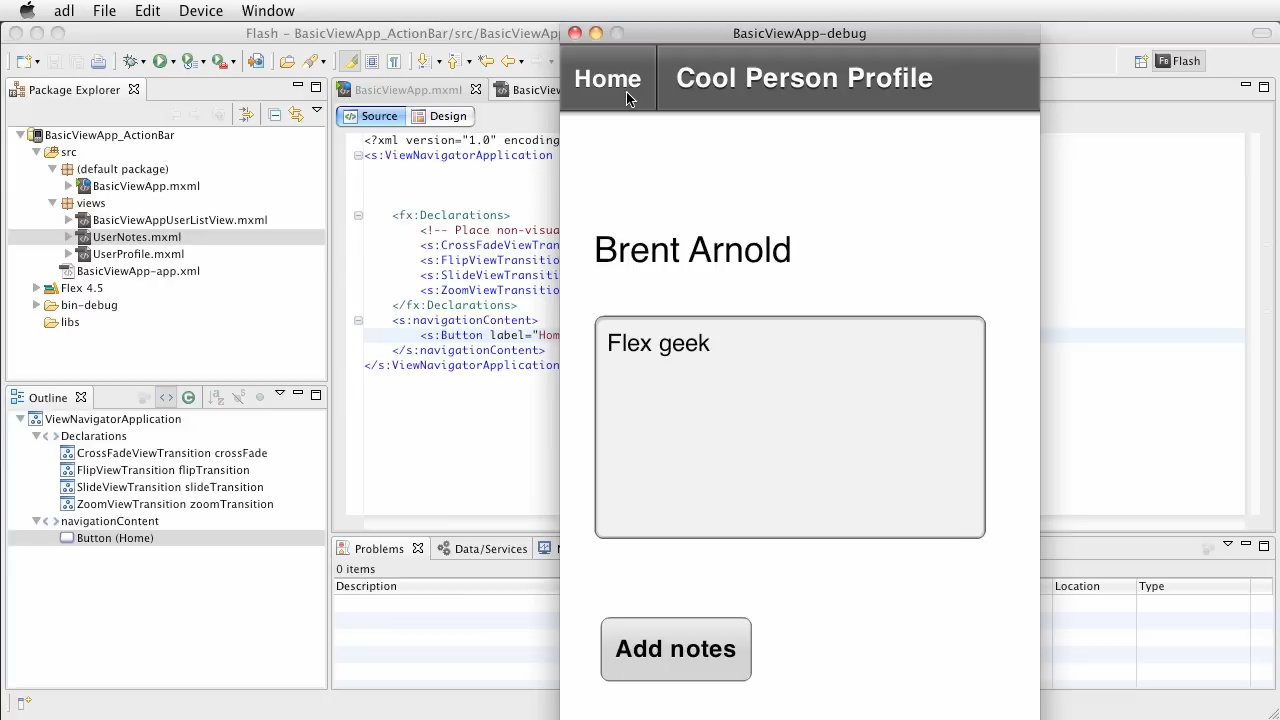 adl File Edit Device Window
Flash - BasicViewApp_ActionBar/src/BasicViewApp
BasicViewApp-debug
Flash
Package Explorer
BasicViewApp_ActionBar
src
(default package)
BasicViewApp.mxml
views
BasicViewAppUserListView.mxml
UserNotes.mxml
UserProfile.mxml
BasicViewApp-app.xml
Flex 4.5
bin-debug
libs
Outline
ViewNavigatorApplication
Declarations
CrossFadeViewTransition crossFade
FlipViewTransition flipTransition
SlideViewTransition slideTransition
ZoomViewTransition zoomTransition
navigationContent
Button (Home)
BasicViewApp.mxml
BasicView
Source Design
<?xml version="1.0" encoding
<s:ViewNavigatorApplication
<fx:Declarations>
<!-- Place non-visua
<s:CrossFadeViewTran
<s:FlipViewTransitio
<s:SlideViewTransiti
<s:ZoomViewTransitio
</fx:Declarations>
<s:navigationContent>
<s:Button label="Hom
</s:navigationContent>
</s:ViewNavigatorApplication
Home
Cool Person Profile
Brent Arnold
Flex geek
Add notes
Problems Data/Services
0 items
Description Location Type